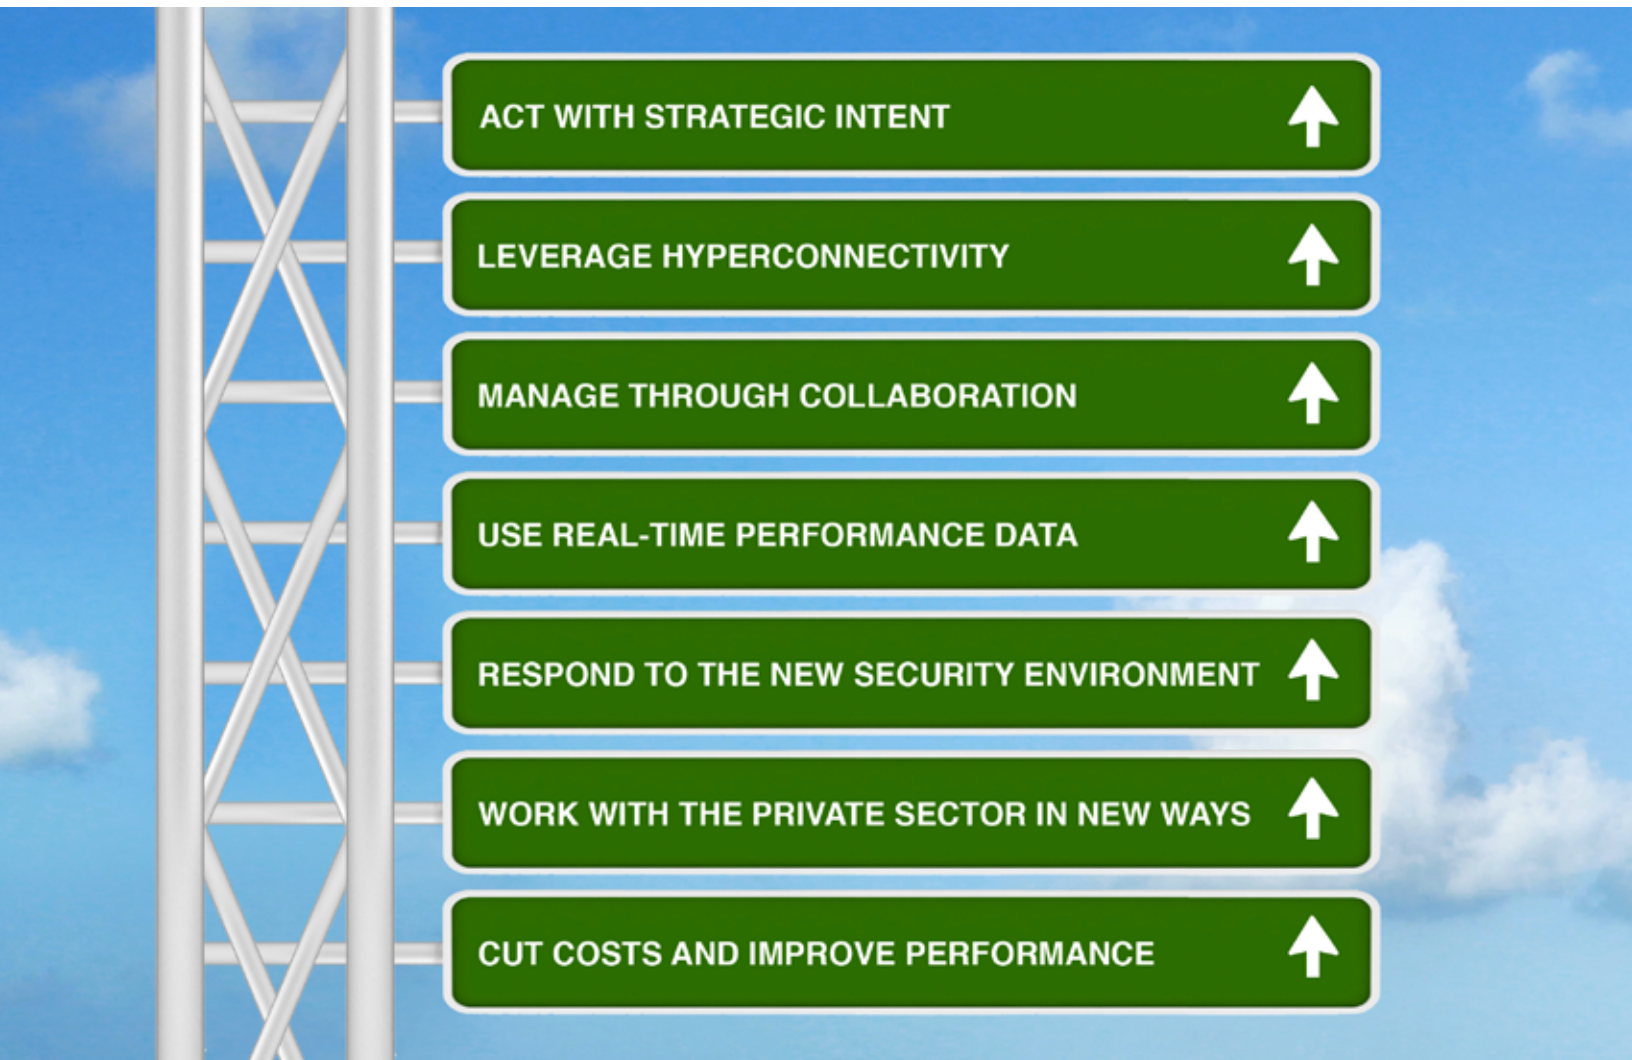 ACT WITH STRATEGIC INTENT
LEVERAGE HYPERCONNECTIVITY
MANAGE THROUGH COLLABORATION
USE REAL-TIME PERFORMANCE DATA
RESPOND TO THE NEW SECURITY ENVIRONMENT
WORK WITH THE PRIVATE SECTOR IN NEW WAYS
CUT COSTS AND IMPROVE PERFORMANCE